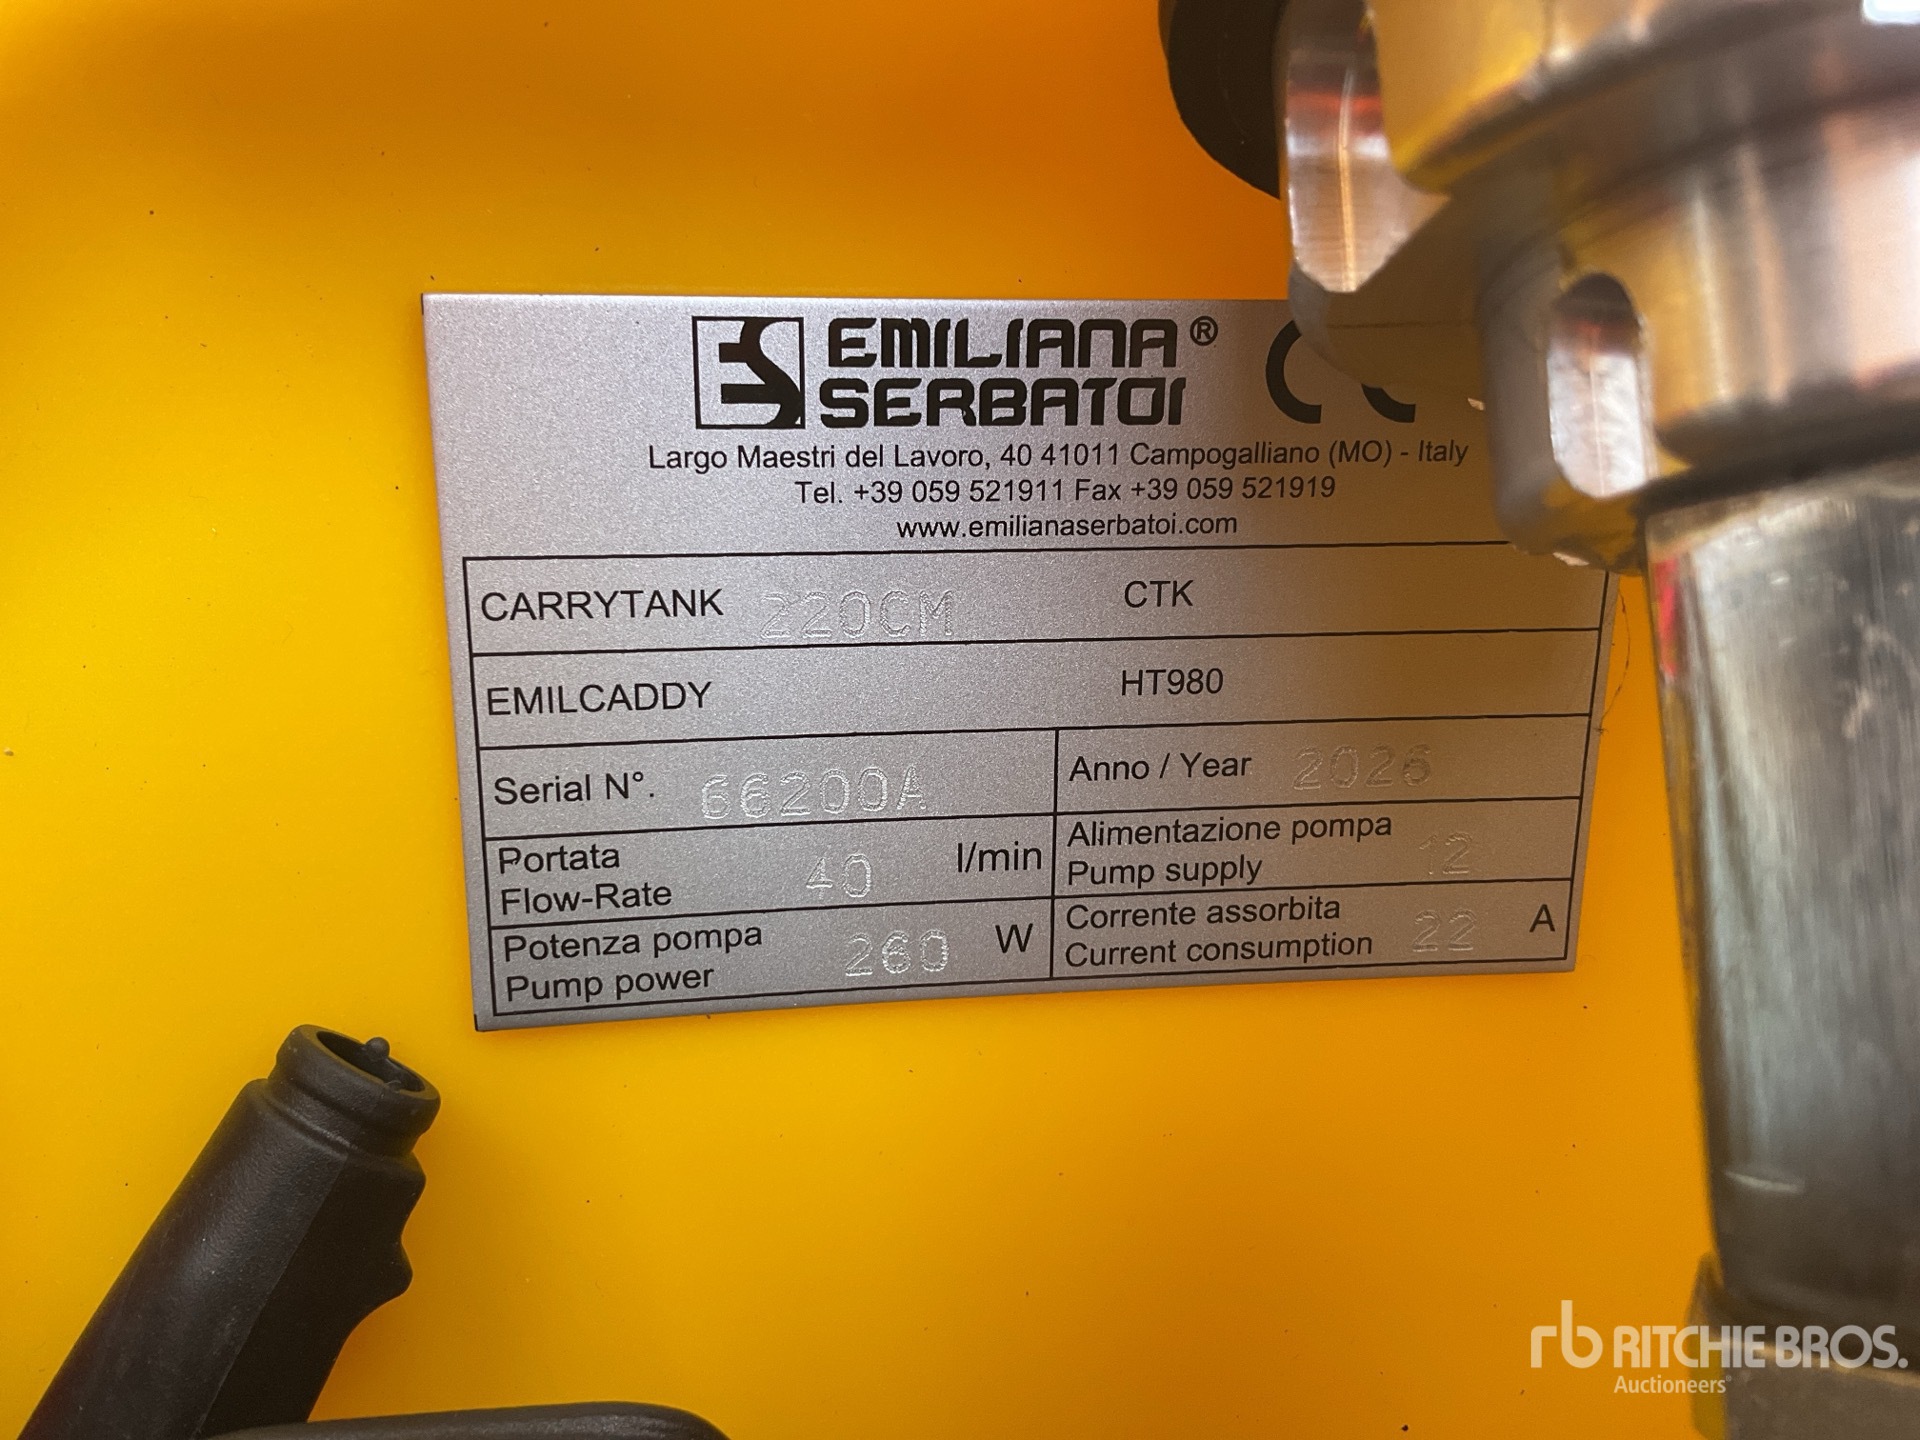 EMILIANA®
SERBATOI
Largo Maestri del Lavoro, 40 41011 Campogalliano (MO) - Italy
Tel. +39 059 521911 Fax +39 059 521919
www.emilianaserbatoi.com
CARRYTANK 220CM CTK
EMILCADDY HT980
Serial N°. 66200A
Anno / Year 2026
Portata
Flow-Rate 40 l/min
Alimentazione pompa
Pump supply 12
Potenza pompa
Pump power 260 W
Corrente assorbita
Current consumption 22 A
rb RITCHIE BROS.
Auctioneers